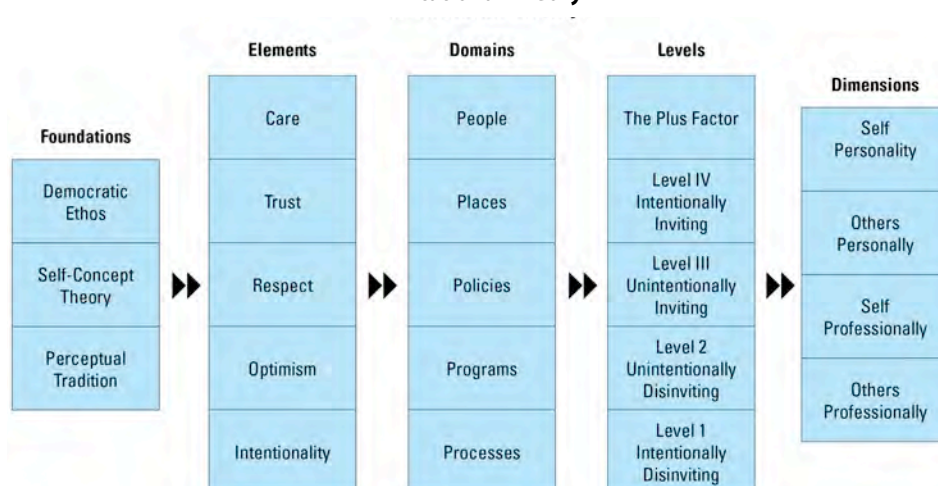 Elements
Domains
Levels
Dimensions
Foundations
Democratic
Ethos
Self-Concept
Theory
Perceptual
Tradition
Care
Trust
Respect
Optimism
Intentionality
People
Places
Policies
Programs
Processes
The Plus Factor
Level IV
Intentionally
Inviting
Level III
Unintentionally
Inviting
Level 2
Unintentionally
Disinviting
Level 1
Intentionally
Disinviting
Self
Personality
Others
Personally
Self
Professionally
Others
Professionally